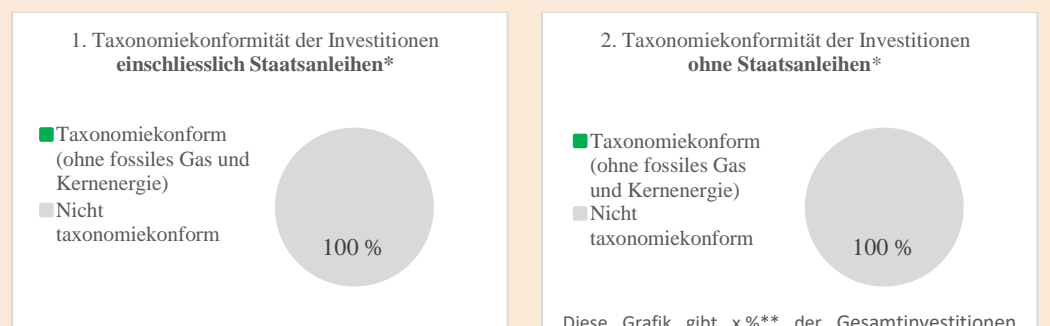 1. Taxonomiekonformität der Investitionen
einschliesslich Staatsanleihen*
Taxonomiekonform
(ohne fossiles Gas und
Kernenergie)
Nicht
taxonomiekonform
100 %
2. Taxonomiekonformität der Investitionen
ohne Staatsanleihen*
Taxonomiekonform
(ohne fossiles Gas
und Kernenergie)
Nicht
taxonomiekonform
100 %
Diese Grafik gibt x %** der Gesamtinvestitionen